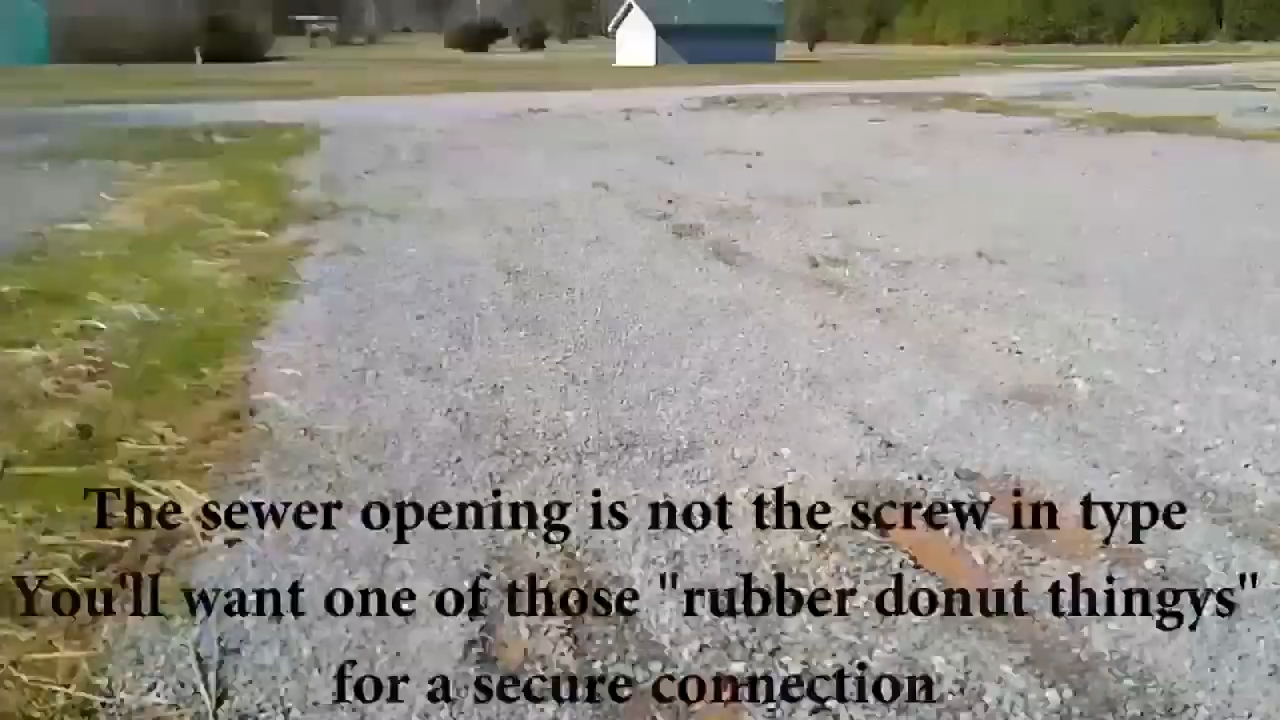 The sewer opening is not the screw in type
You'll want one of those "rubber donut thingys"
for a secure connection